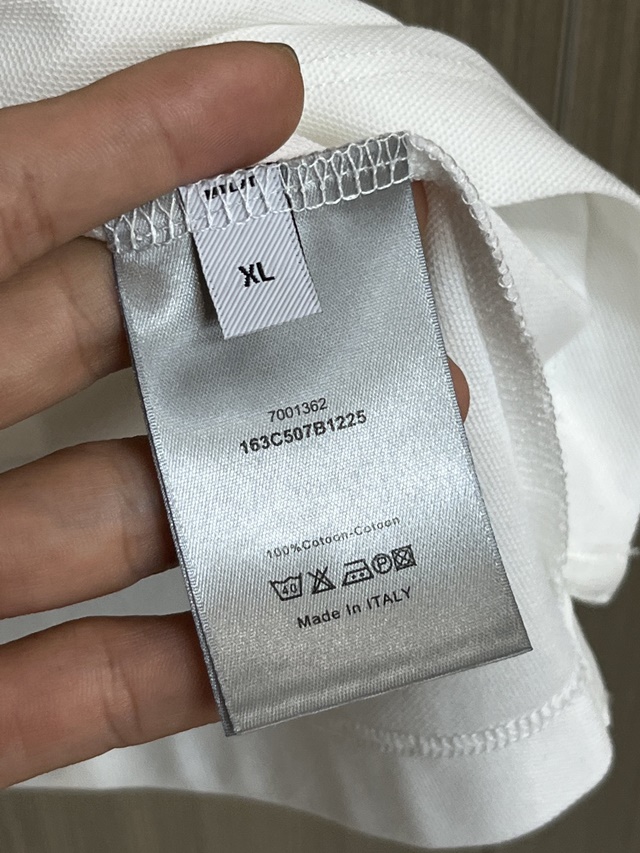 XL
7001362
163C507B1225
100%Cotoon-Cotoon
40 P
Made In ITALY